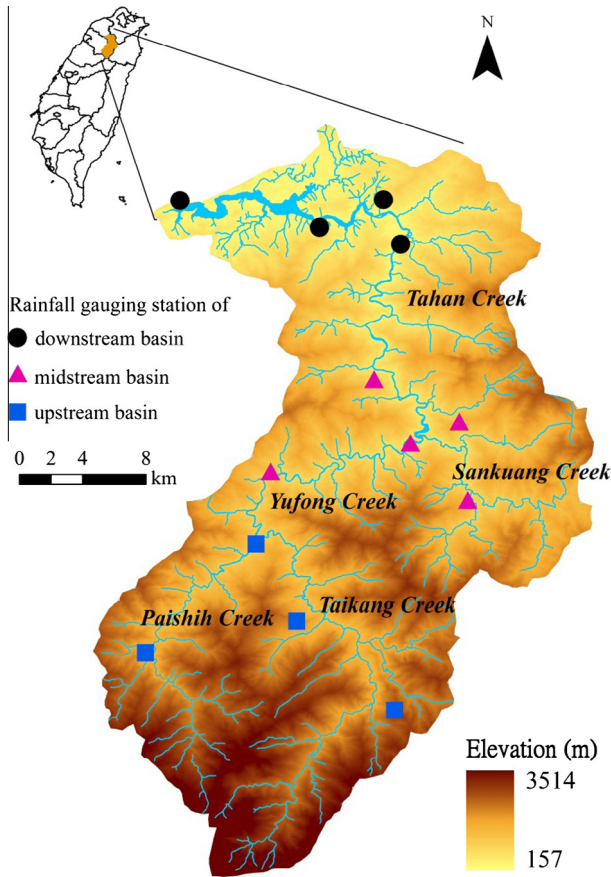 N
Tahan Creek
Rainfall gauging station of
downstream basin
midstream basin
upstream basin
0 2 4 8
km
Sankuang Creek
Yufong Creek
Paishih Creek
Taikang Creek
Elevation (m)
3514
157